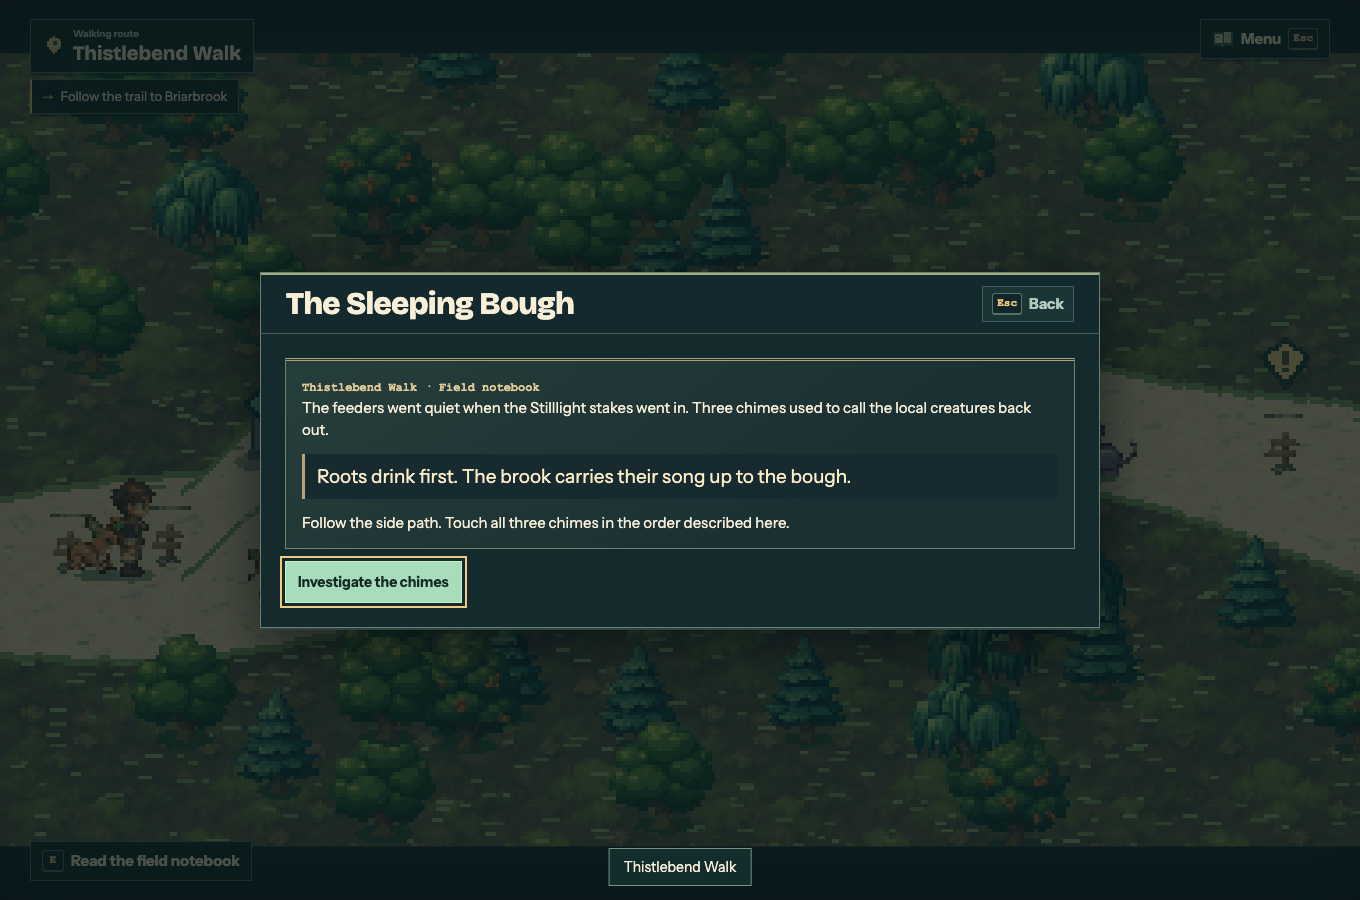 Walking route
Thistlebend Walk
→ Follow the trail to Briarbrook
Menu Esc
The Sleeping Bough
Esc Back
Thistlebend Walk · Field notebook
The feeders went quiet when the Stilllight stakes went in. Three chimes used to call the local creatures back
out.
Roots drink first. The brook carries their song up to the bough.
Follow the side path. Touch all three chimes in the order described here.
Investigate the chimes
E Read the field notebook
Thistlebend Walk